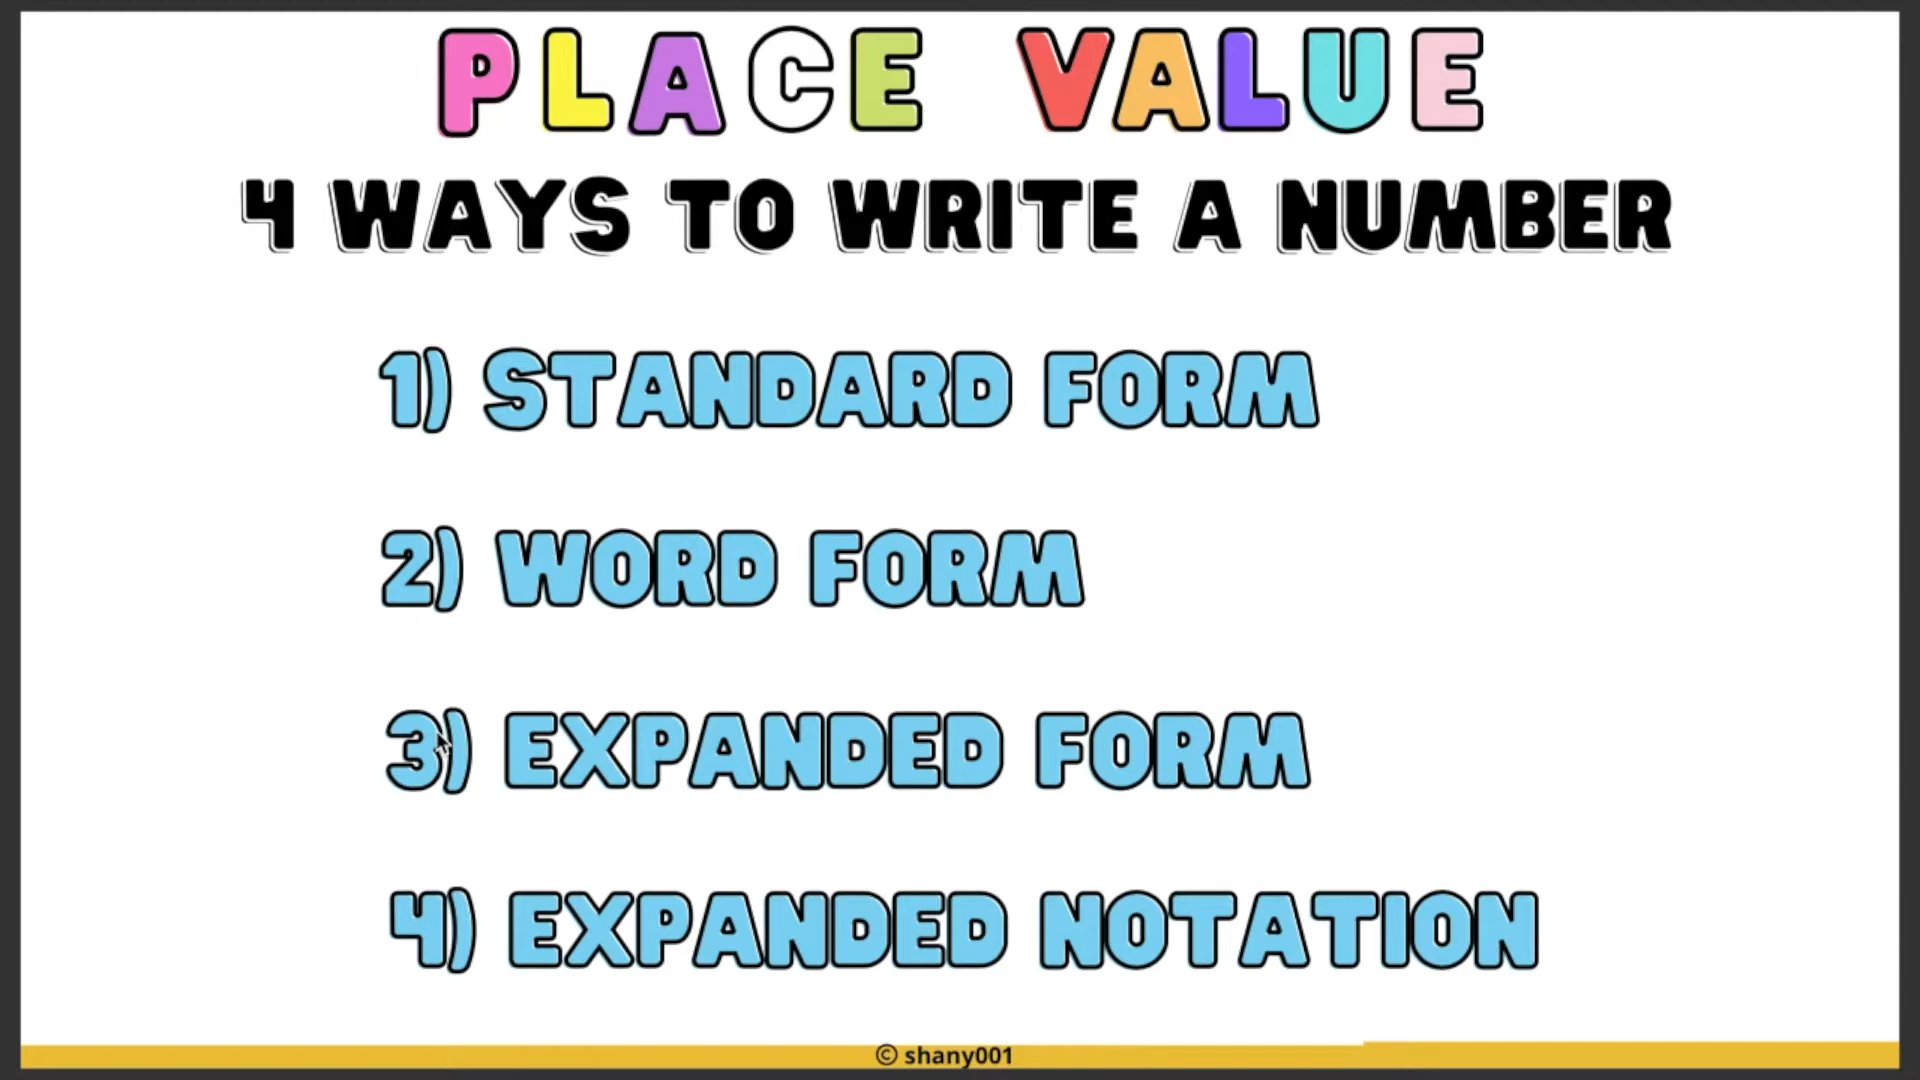 PLACE VALUE
4 WAYS TO WRITE A NUMBER
1) STANDARD FORM
2) WORD FORM
3) EXPANDED FORM
4) EXPANDED NOTATION
© shany001